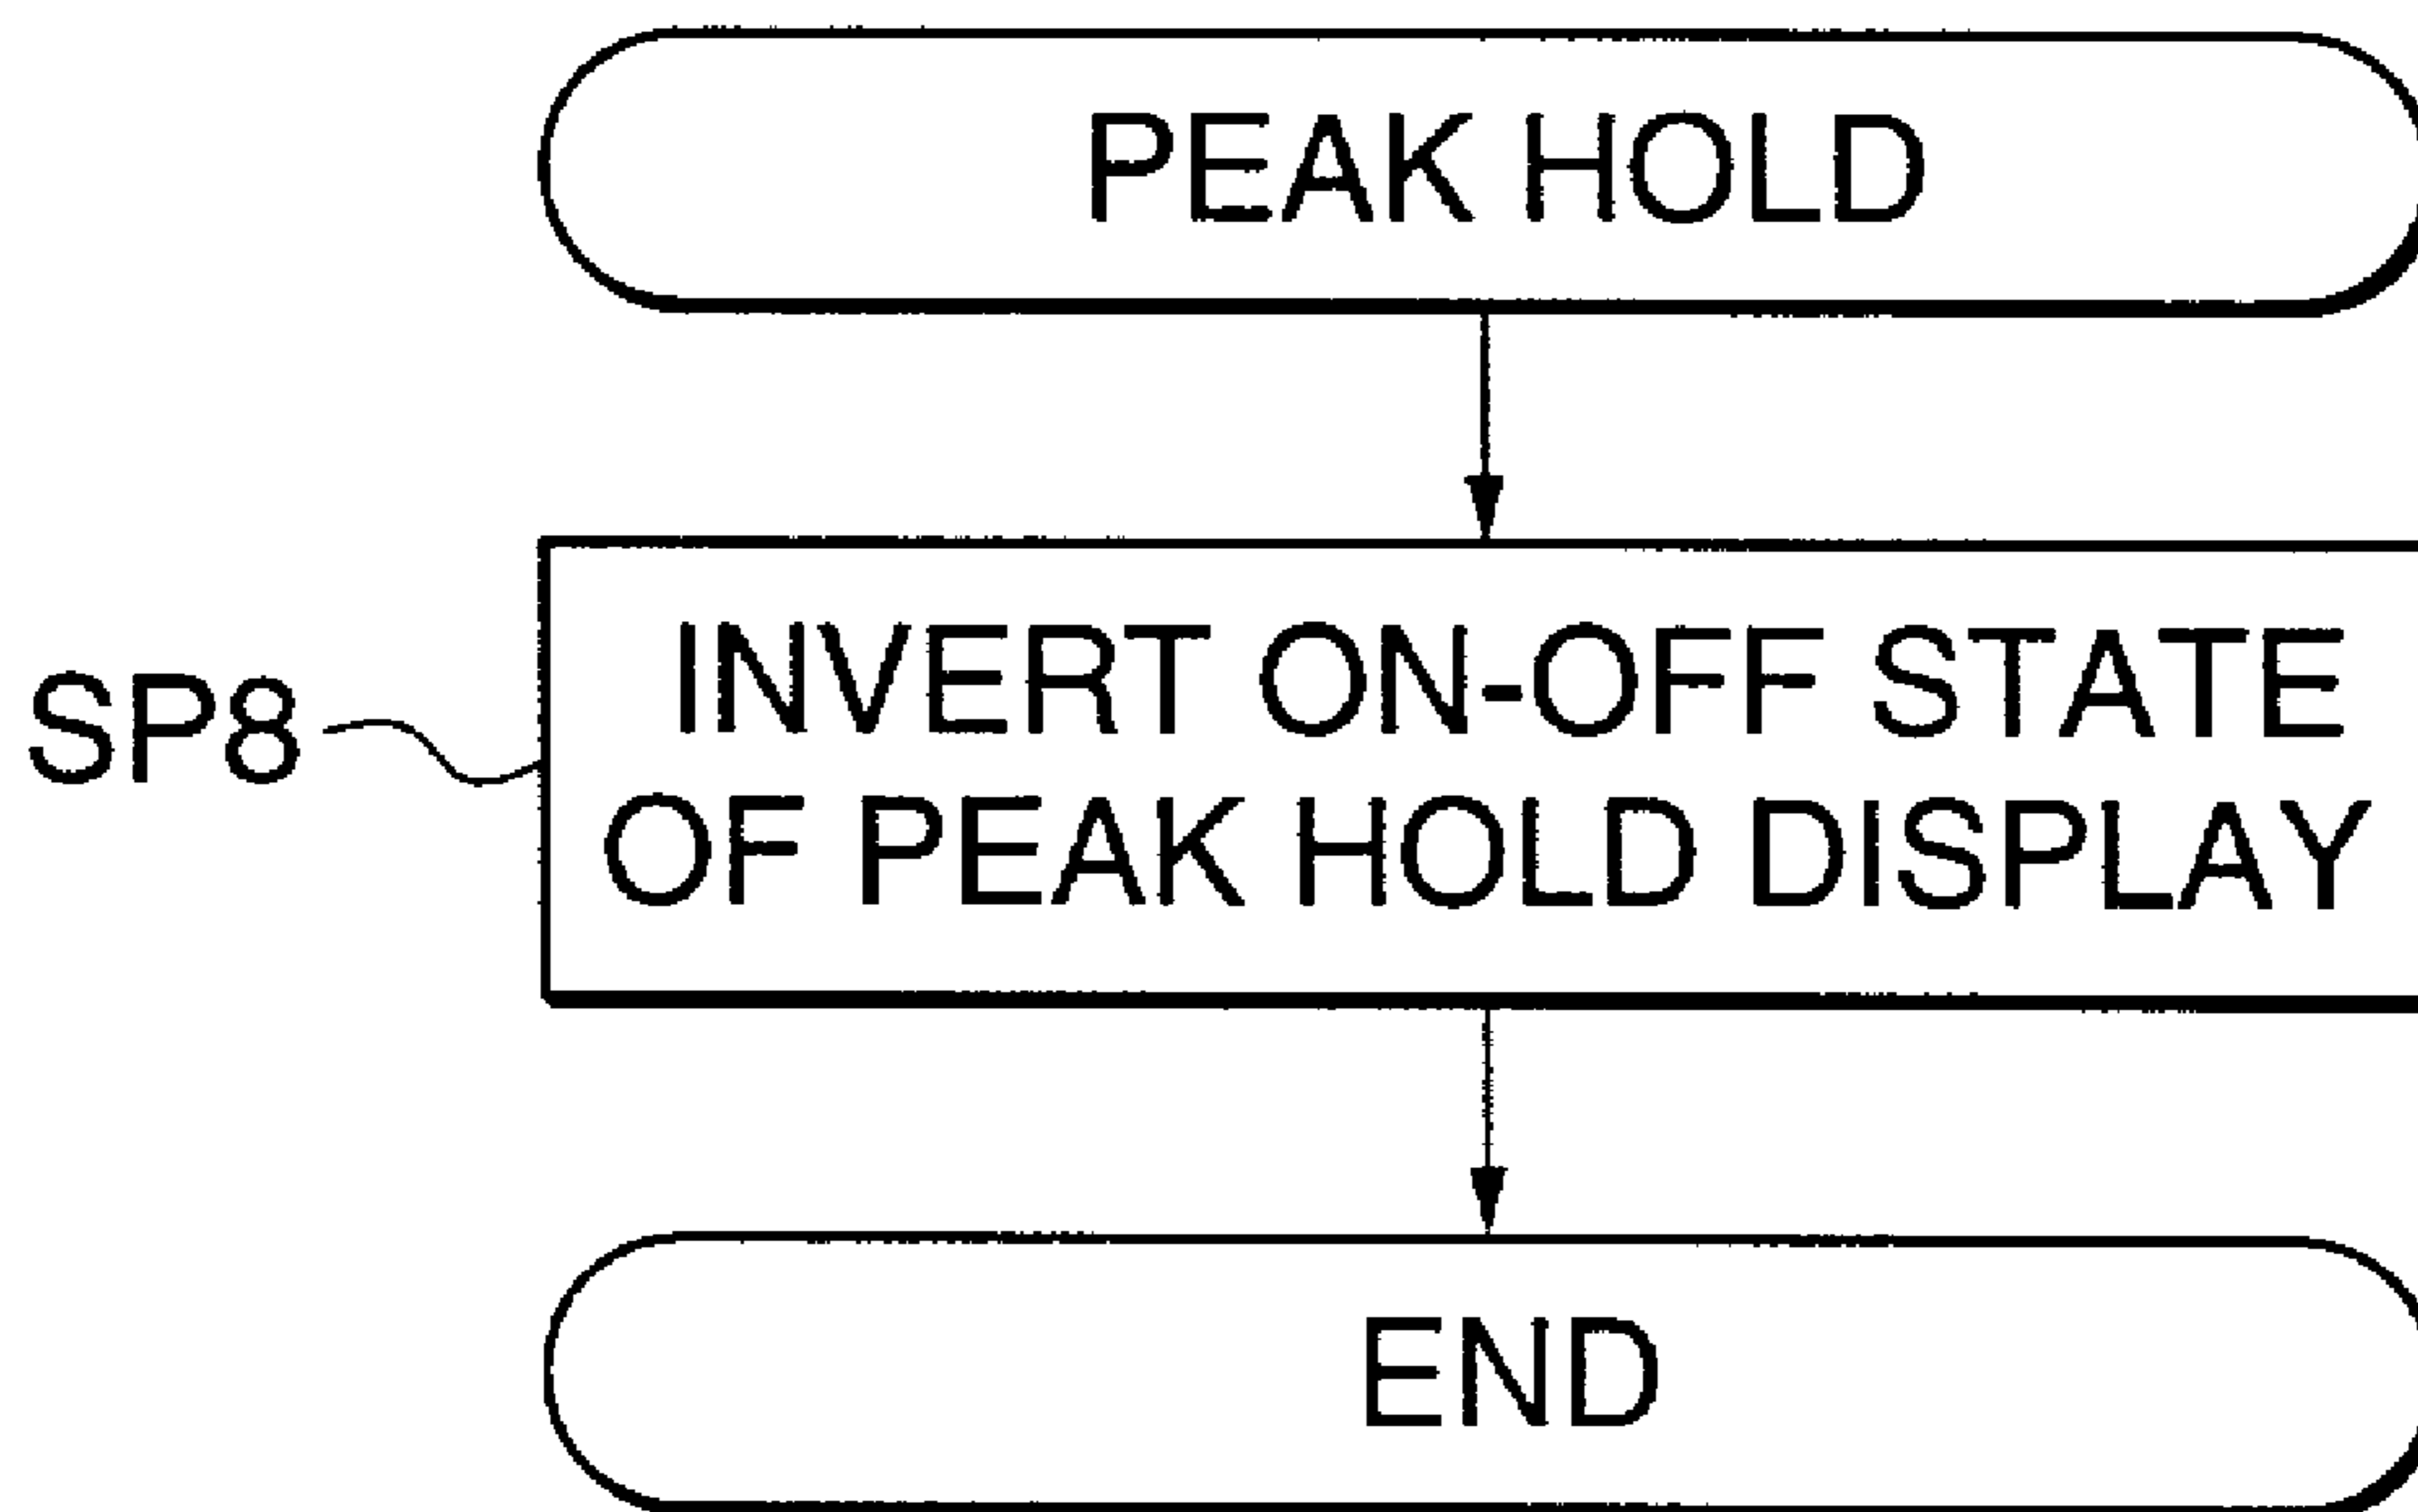 PEAK HOLD
SP8
INVERT ON-OFF STATE
OF PEAK HOLD DISPLAY
END